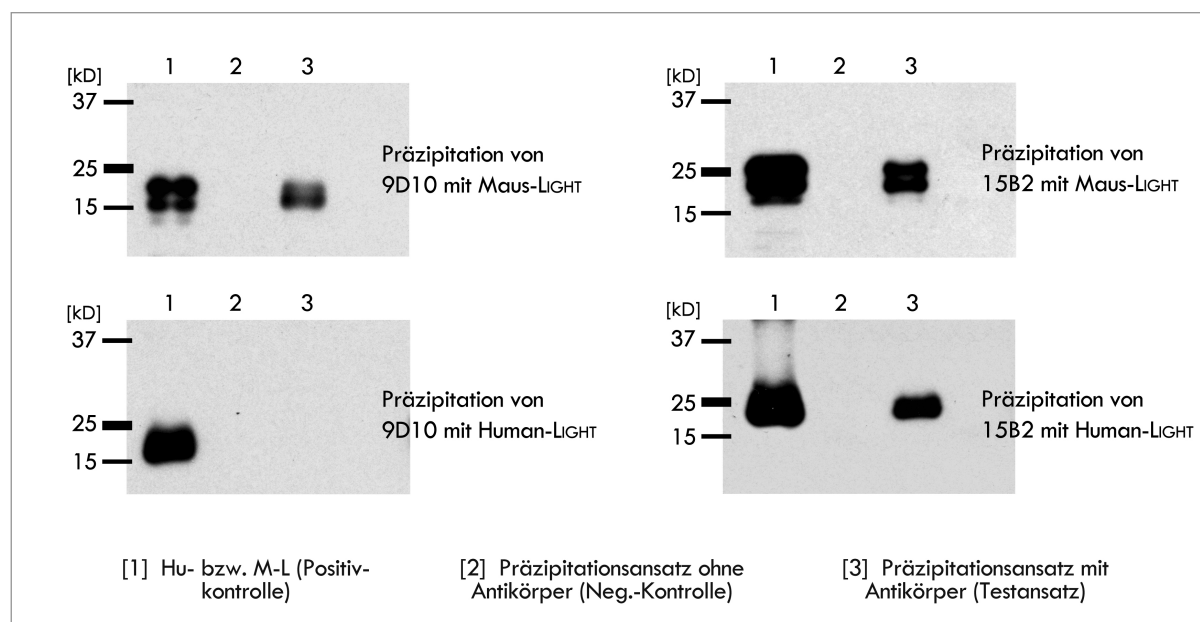 1 2 3
[kD]
37
25
15
Präzipitation von
9D10 mit Maus-LIGHT
1 2 3
[kD]
37
25
15
Präzipitation von
15B2 mit Maus-LIGHT
1 2 3
[kD]
37
25
15
Präzipitation von
9D10 mit Human-LIGHT
1 2 3
[kD]
37
25
15
Präzipitation von
15B2 mit Human-LIGHT
[1] Hu- bzw. M-L (Positiv-
kontrolle)
[2] Präzipitationsansatz ohne
Antikörper (Neg.-Kontrolle)
[3] Präzipitationsansatz mit
Antikörper (Testansatz)